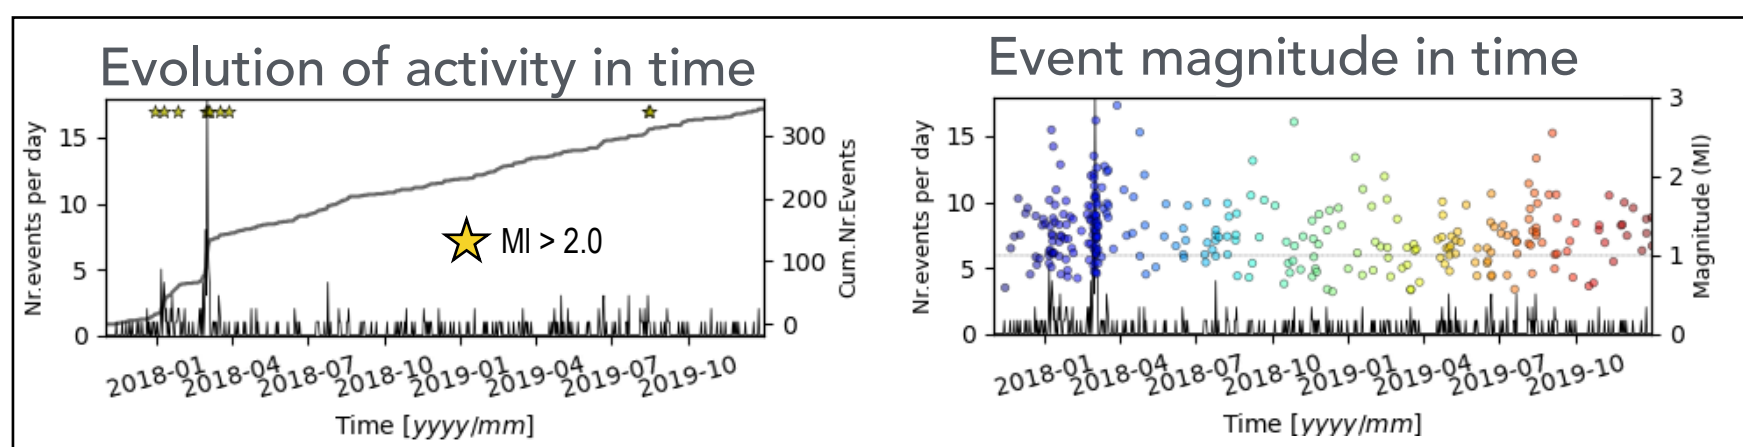 Evolution of activity in time
Nr.events per day
15
10
5
0
300
200
100
0
Cum.Nr.Events
Ml > 2.0
2018-01 2018-04 2018-07 2018-10 2019-01 2019-04 2019-07 2019-10
Time [yyyy/mm]
Event magnitude in time
Nr.events per day
15
10
5
0
3
2
1
0
Magnitude (Ml)
2018-01 2018-04 2018-07 2018-10 2019-01 2019-04 2019-07 2019-10
Time [yyyy/mm]